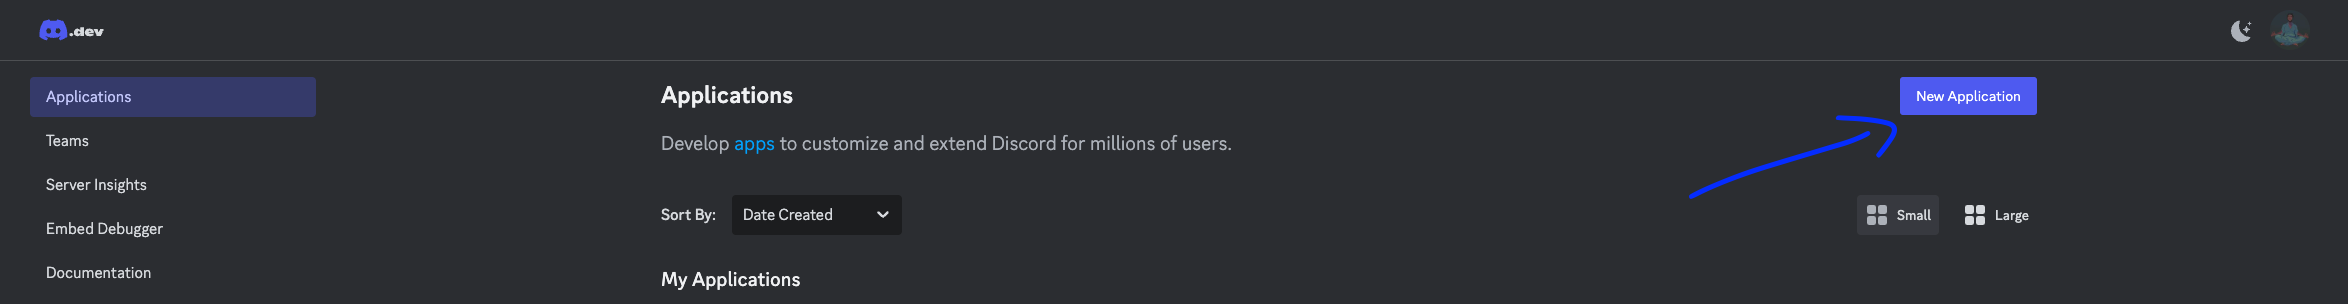 .dev
Applications
Teams
Server Insights
Embed Debugger
Documentation
Applications
New Application
Develop apps to customize and extend Discord for millions of users.
Sort By: Date Created
Small Large
My Applications